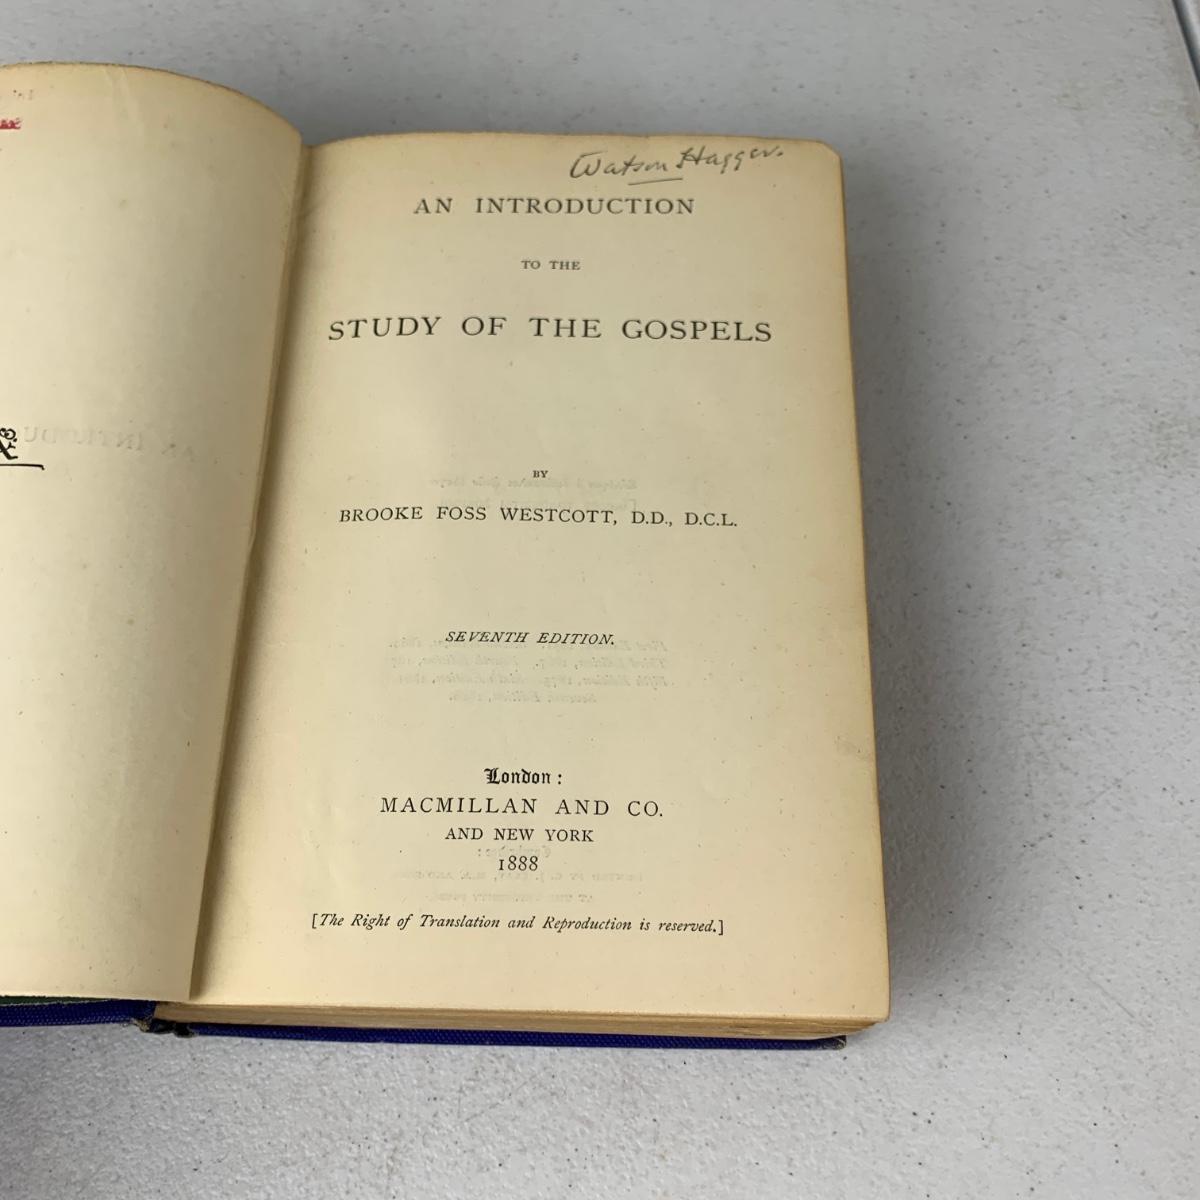 Watson Hagger.
AN INTRODUCTION
TO THE
STUDY OF THE GOSPELS
BY
BROOKE FOSS WESTCOTT, D.D., D.C.L.
SEVENTH EDITION.
London:
MACMILLAN AND CO.
AND NEW YORK
1888
[The Right of Translation and Reproduction is reserved.]